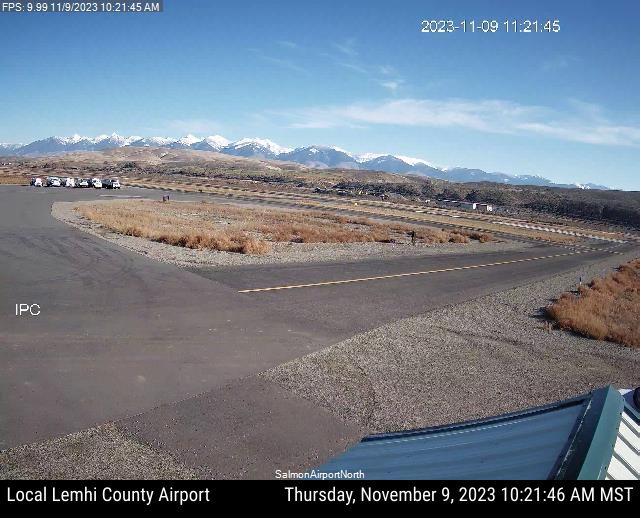 FPS: 9.99 11/9/2023 10:21:45 AM
2023-11-09 11:21:45
IPC
SalmonAirportNorth
Local Lemhi County Airport
Thursday, November 9, 2023 10:21:46 AM MST